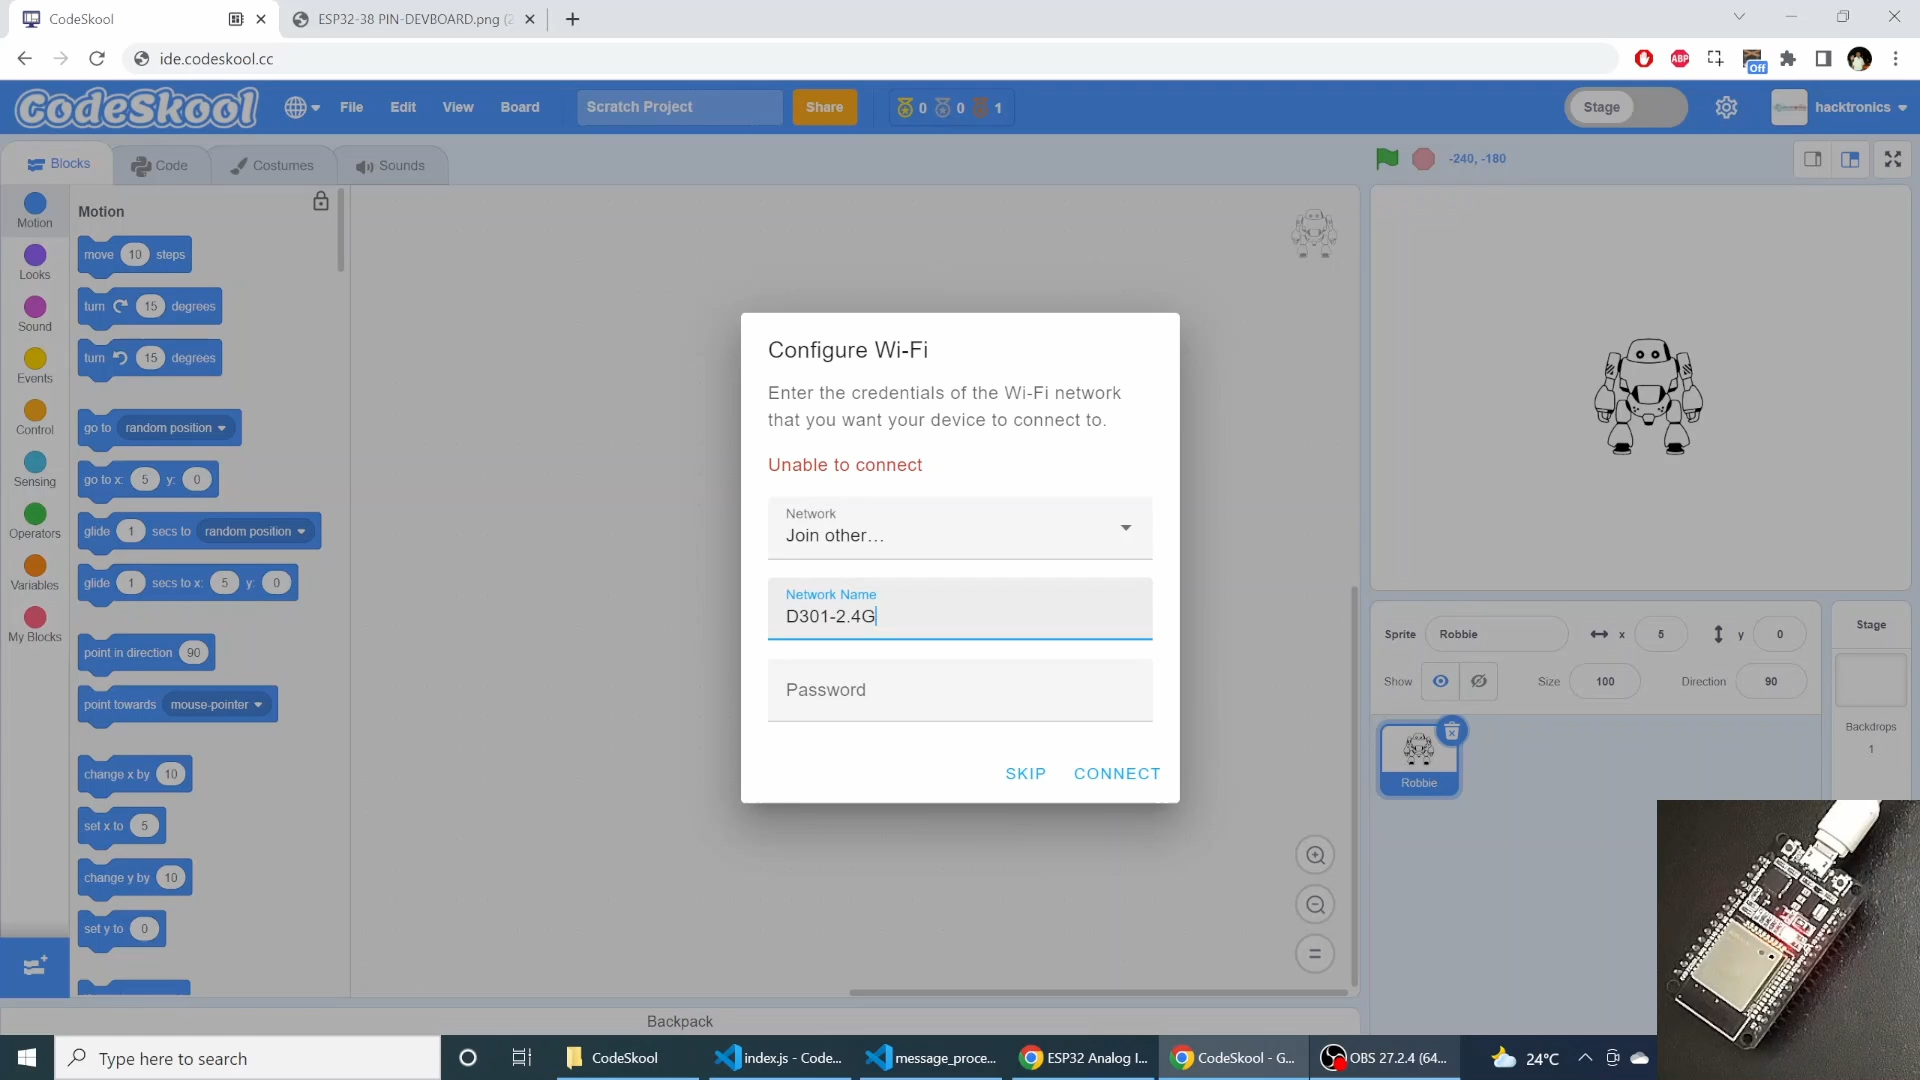 CodeSkool
ESP32-38 PIN-DEVBOARD.png (2
ide.codeskool.cc
ABP
Off
CodeSkool
File
Edit
View
Board
Scratch Project
Share
0
0
1
Stage
hacktronics
Blocks
Code
Costumes
Sounds
-240, -180
Motion
Looks
Sound
Events
Control
Sensing
Operators
Variables
My Blocks
Motion
move 10 steps
turn 15 degrees
turn 15 degrees
go to random position
go to x: 5 y: 0
glide 1 secs to random position
glide 1 secs to x: 5 y: 0
point in direction 90
point towards mouse-pointer
change x by 10
set x to 5
change y by 10
set y to 0
Configure Wi-Fi
Enter the credentials of the Wi-Fi network
that you want your device to connect to.
Unable to connect
Network
Join other…
Network Name
D301-2.4G
Password
SKIP
CONNECT
Sprite
Robbie
x
5
y
0
Show
Size
100
Direction
90
Robbie
Stage
Backdrops
1
Backpack
Type here to search
CodeSkool
index.js - Code...
message_proce...
ESP32 Analog I...
CodeSkool - G...
OBS 27.2.4 (64...
24°C